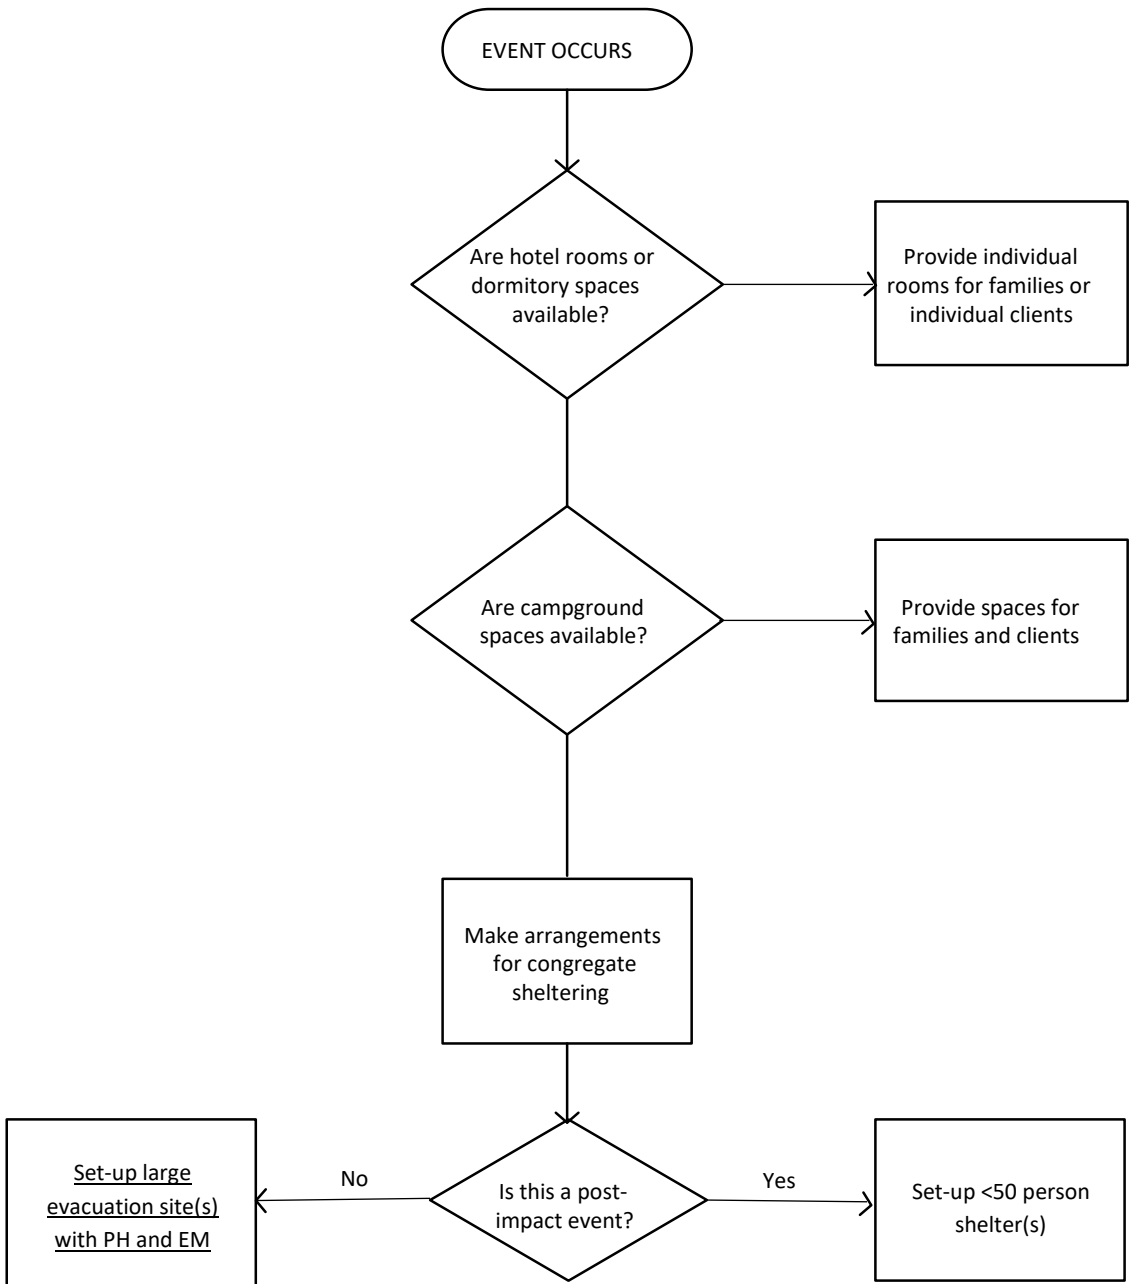 EVENT OCCURS
Are hotel rooms or
dormitory spaces
available?
Provide individual
rooms for families or
individual clients
Are campground
spaces available?
Provide spaces for
families and clients
Make arrangements
for congregate
sheltering
Set-up large
evacuation site(s)
with PH and EM
No
Is this a post-
impact event?
Yes
Set-up <50 person
shelter(s)